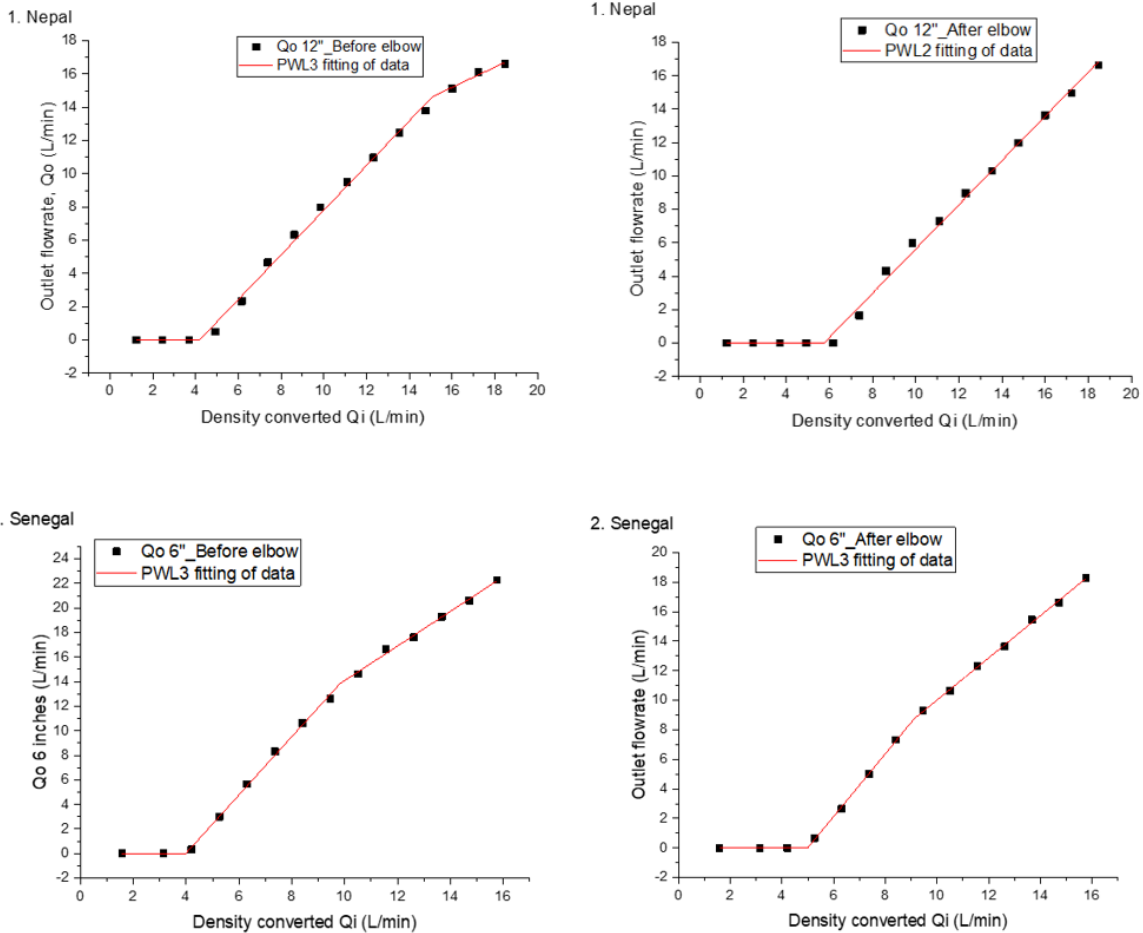 1. Nepal
Qo 12"_Before elbow
PWL3 fitting of data
18
16
14
12
10
8
6
4
2
0
-2
Outlet flowrate, Qo (L/min)
0 2 4 6 8 10 12 14 16 18 20
Density converted Qi (L/min)
1. Nepal
Qo 12"_After elbow
PWL2 fitting of data
18
16
14
12
10
8
6
4
2
0
-2
Outlet flowrate (L/min)
0 2 4 6 8 10 12 14 16 18 20
Density converted Qi (L/min)
. Senegal
Qo 6"_Before elbow
PWL3 fitting of data
24
22
20
18
16
14
12
10
8
6
4
2
0
-2
Qo 6 inches (L/min)
0 2 4 6 8 10 12 14 16
Density converted Qi (L/min)
2. Senegal
Qo 6"_After elbow
PWL3 fitting of data
20
18
16
14
12
10
8
6
4
2
0
-2
Outlet flowrate (L/min)
0 2 4 6 8 10 12 14 16
Density converted Qi (L/min)